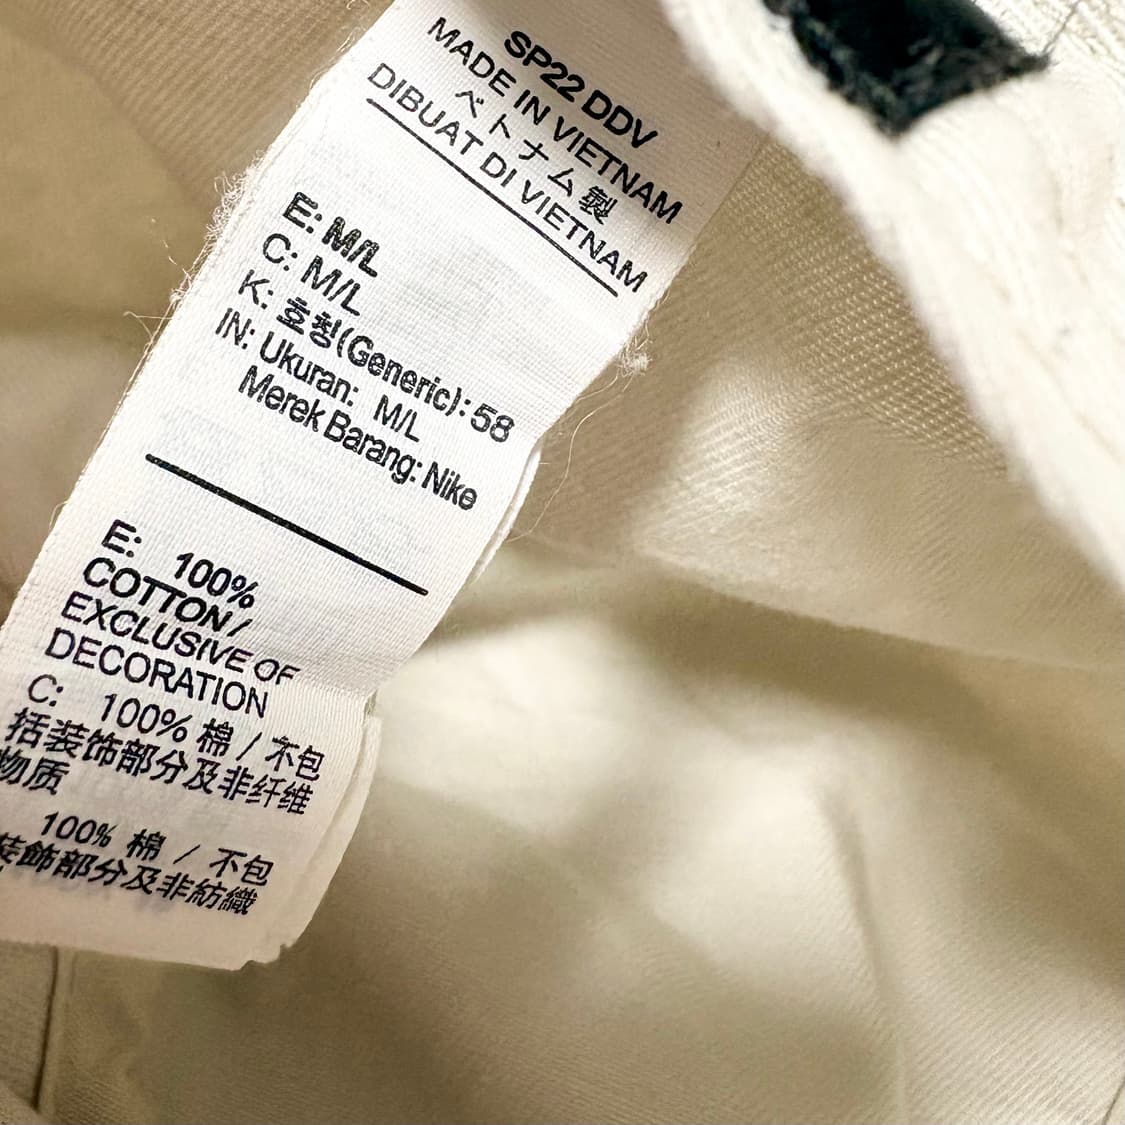 SP22 DDV
MADE IN VIETNAM
ベトナム製
DIBUAT DI VIETNAM
E: M/L
C: M/L
K: 호칭(Generic): 58
IN: Ukuran: M/L
Merek Barang: Nike
E: 100%
COTTON/
EXCLUSIVE OF
DECORATION
C: 100% 棉 / 不包
括装饰部分及非纤维
物质
100% 棉 / 不包
装飾部分及非紡織